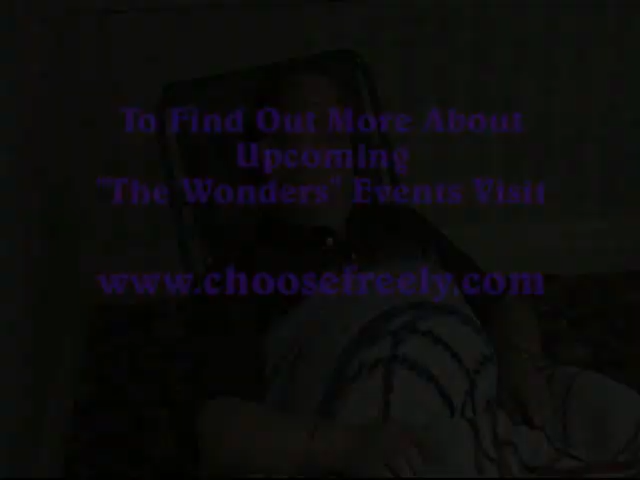 To Find Out More About
Upcoming
"The Wonders" Events Visit
www.choosefreely.com